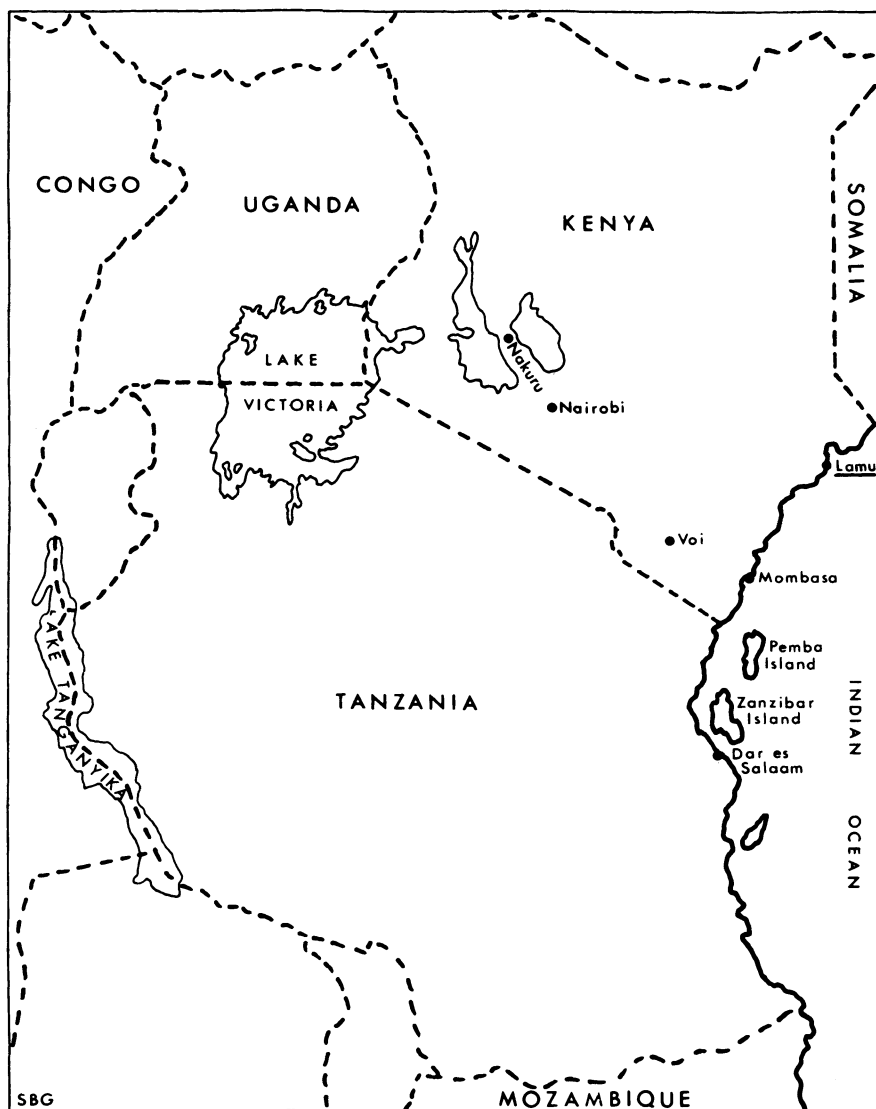 CONGO
UGANDA
KENYA
SOMALIA
LAKE
VICTORIA
Nakuru
Nairobi
Lamu
Voi
Mombasa
LAKE TANGANYIKA
TANZANIA
Pemba
Island
Zanzibar
Island
INDIAN OCEAN
Dar es
Salaam
MOZAMBIQUE
SBG